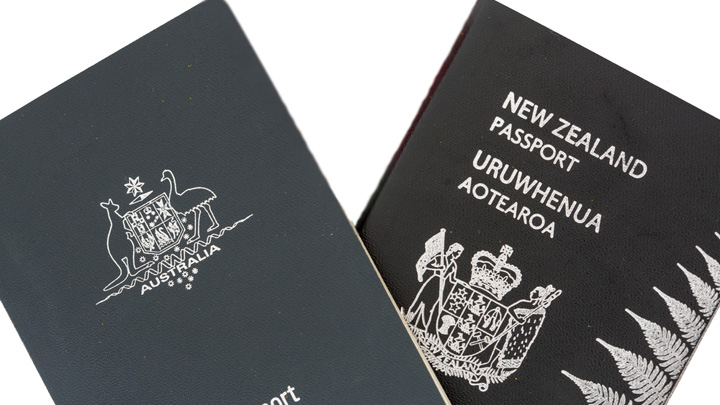 AUSTRALIA
NEW ZEALAND
PASSPORT
URUWHENUA
AOTEAROA